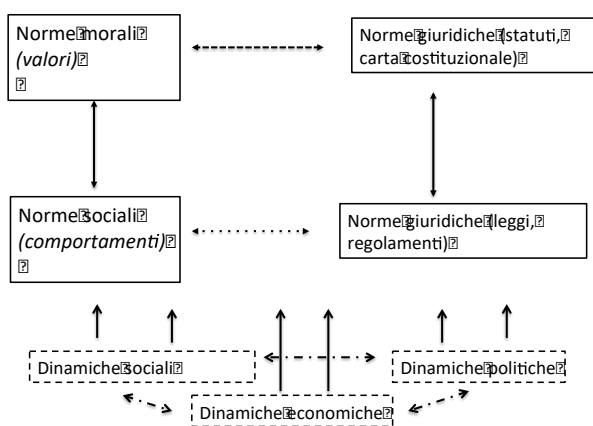 Norme morali
(valori)
Norme giuridiche (statuti,
carta costituzionale)
Norme sociali
(comportamenti)
Norme giuridiche (leggi,
regolamenti)
Dinamiche sociali
Dinamiche politiche
Dinamiche economiche